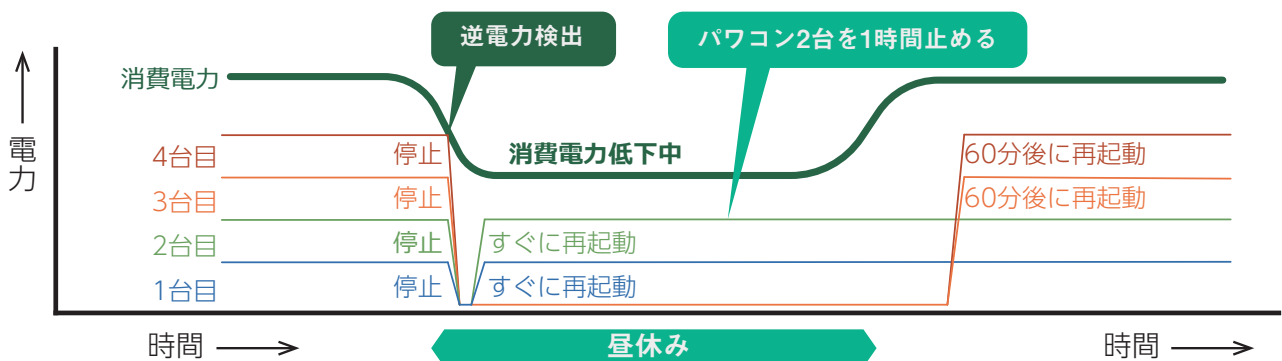 逆電力検出
パワコン2台を1時間止める
消費電力
電力
4台目
停止
消費電力低下中
60分後に再起動
3台目
停止
60分後に再起動
2台目
停止
すぐに再起動
1台目
停止
すぐに再起動
時間
昼休み
時間